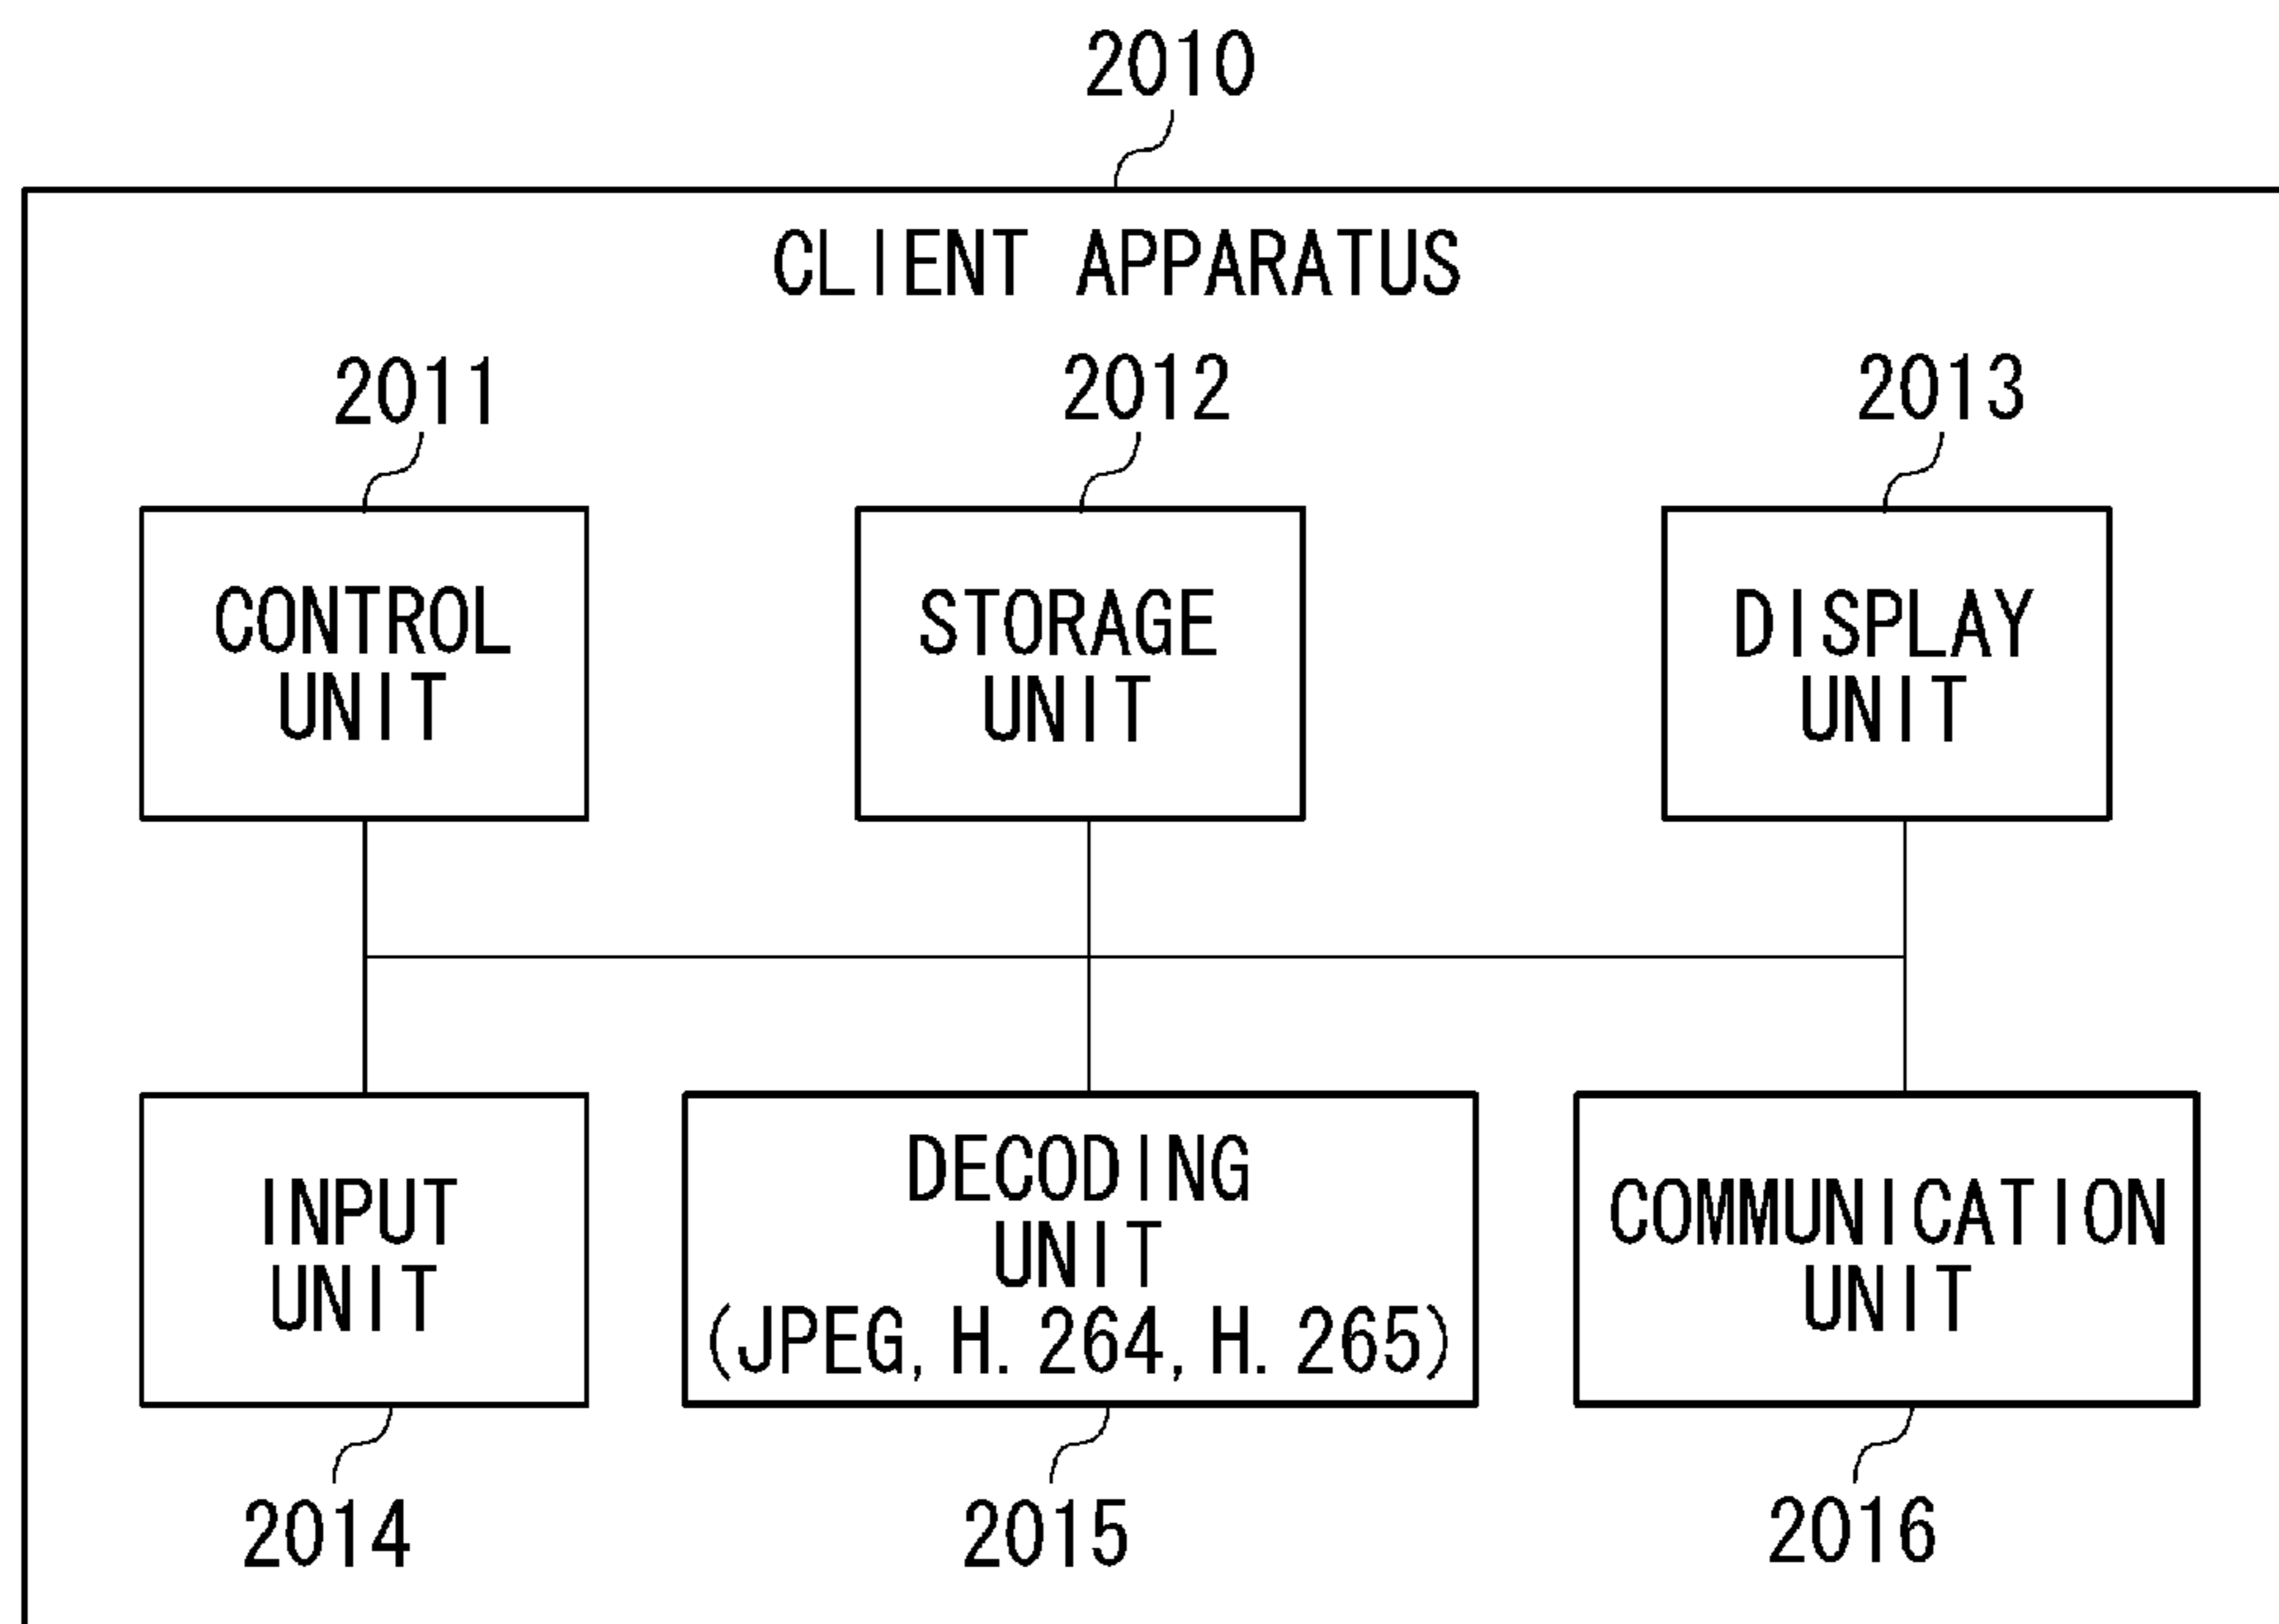 2010
CLIENT APPARATUS
2011
2012
2013
CONTROL
UNIT
STORAGE
UNIT
DISPLAY
UNIT
INPUT
UNIT
DECODING
UNIT
(JPEG, H. 264, H. 265)
COMMUNICATION
UNIT
2014
2015
2016